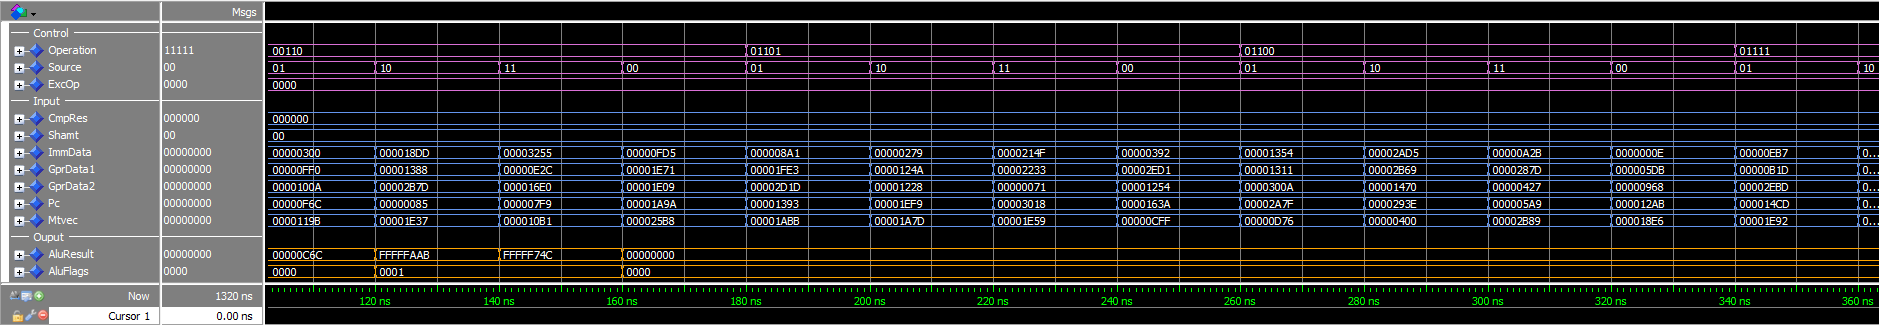 Msgs
Control
Operation 11111 00110 01101 01100 01111
Source 00 01 10 11 00 01 10 11 00 01 10 11 00 01 10
ExcOp 0000 0000
Input
CmpRes 000000 000000
Shamt 00 00
ImmData 00000000 00000300 000018DD 00003255 00000FD5 000008A1 00000279 0000214F 00000392 00001354 00002AD5 00000A2B 0000000E 00000EB7 0...
GprData1 00000000 00000FF0 00001388 00000E2C 00001E71 00001FE3 0000124A 00002233 00002ED1 00001311 00002B69 0000287D 000005DB 00000B1D 0...
GprData2 00000000 0000100A 00002B7D 000016E0 00001E09 00002D1D 00001228 00000071 00001254 0000300A 00001470 00000427 00000968 00002EBD 0...
Pc 00000000 00000F6C 00000085 000007F9 00001A9A 00001393 00001EF9 00003018 0000163A 00002A7F 0000293E 000005A9 000012AB 000014CD 0...
Mtvec 00000000 0000119B 00001E37 000010B1 000025B8 00001ABB 00001A7D 00001E59 00000CFF 00000D76 00000400 00002B89 000018E6 00001E92 0...
Ouput
AluResult 00000000 00000C6C FFFFFAAB FFFFF74C 00000000
AluFlags 0000 0000 0001 0000
Now 1320 ns 120 ns 140 ns 160 ns 180 ns 200 ns 220 ns 240 ns 260 ns 280 ns 300 ns 320 ns 340 ns 360 ns
Cursor 1 0.00 ns